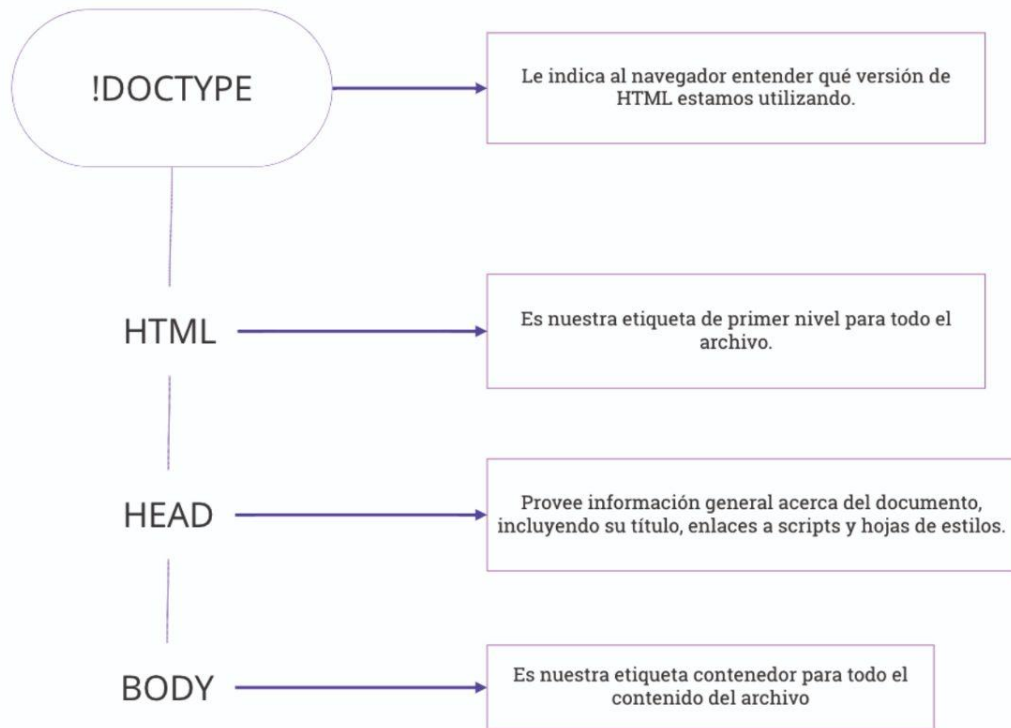 !DOCTYPE
Le indica al navegador entender qué versión de
HTML estamos utilizando.
HTML
Es nuestra etiqueta de primer nivel para todo el
archivo.
HEAD
Provee información general acerca del documento,
incluyendo su título, enlaces a scripts y hojas de estilos.
BODY
Es nuestra etiqueta contenedor para todo el
contenido del archivo